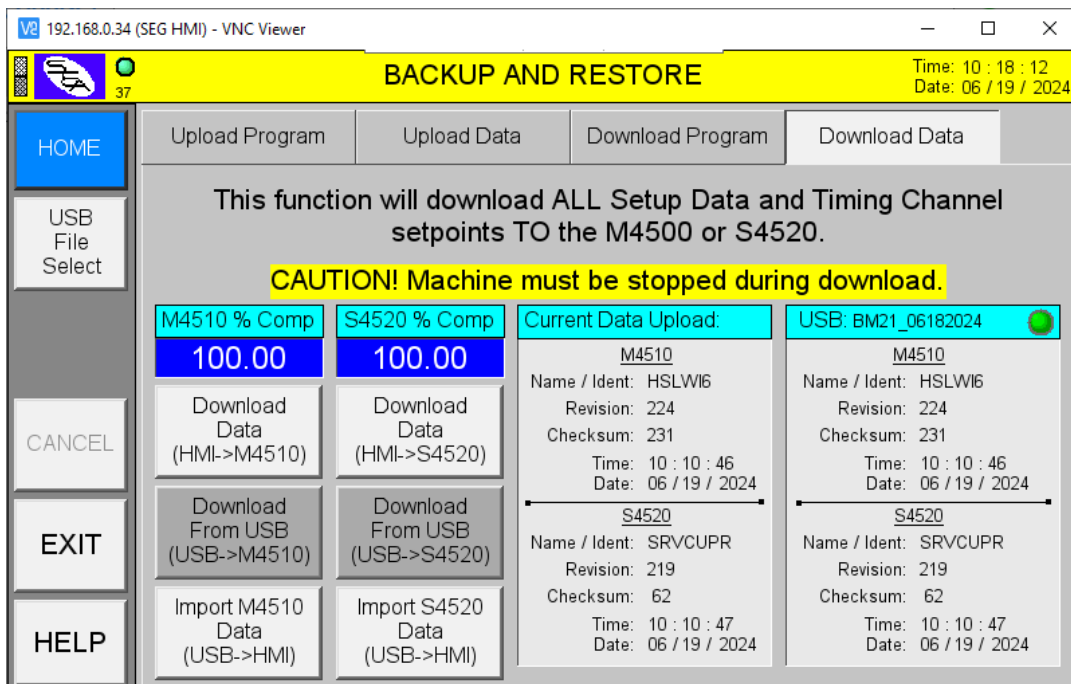 192.168.0.34 (SEG HMI) - VNC Viewer
37
BACKUP AND RESTORE
Time: 10 : 18 : 12
Date: 06 / 19 / 2024
HOME
USB
File
Select
CANCEL
EXIT
HELP
Upload Program
Upload Data
Download Program
Download Data
This function will download ALL Setup Data and Timing Channel
setpoints TO the M4500 or S4520.
CAUTION! Machine must be stopped during download.
M4510 % Comp
100.00
Download
Data
(HMI->M4510)
Download
From USB
(USB->M4510)
Import M4510
Data
(USB->HMI)
S4520 % Comp
100.00
Download
Data
(HMI->S4520)
Download
From USB
(USB->S4520)
Import S4520
Data
(USB->HMI)
Current Data Upload:
M4510
Name / Ident: HSLWI6
Revision: 224
Checksum: 231
Time: 10 : 10 : 46
Date: 06 / 19 / 2024
S4520
Name / Ident: SRVCUPR
Revision: 219
Checksum: 62
Time: 10 : 10 : 47
Date: 06 / 19 / 2024
USB: BM21_06182024
M4510
Name / Ident: HSLWI6
Revision: 224
Checksum: 231
Time: 10 : 10 : 46
Date: 06 / 19 / 2024
S4520
Name / Ident: SRVCUPR
Revision: 219
Checksum: 62
Time: 10 : 10 : 47
Date: 06 / 19 / 2024